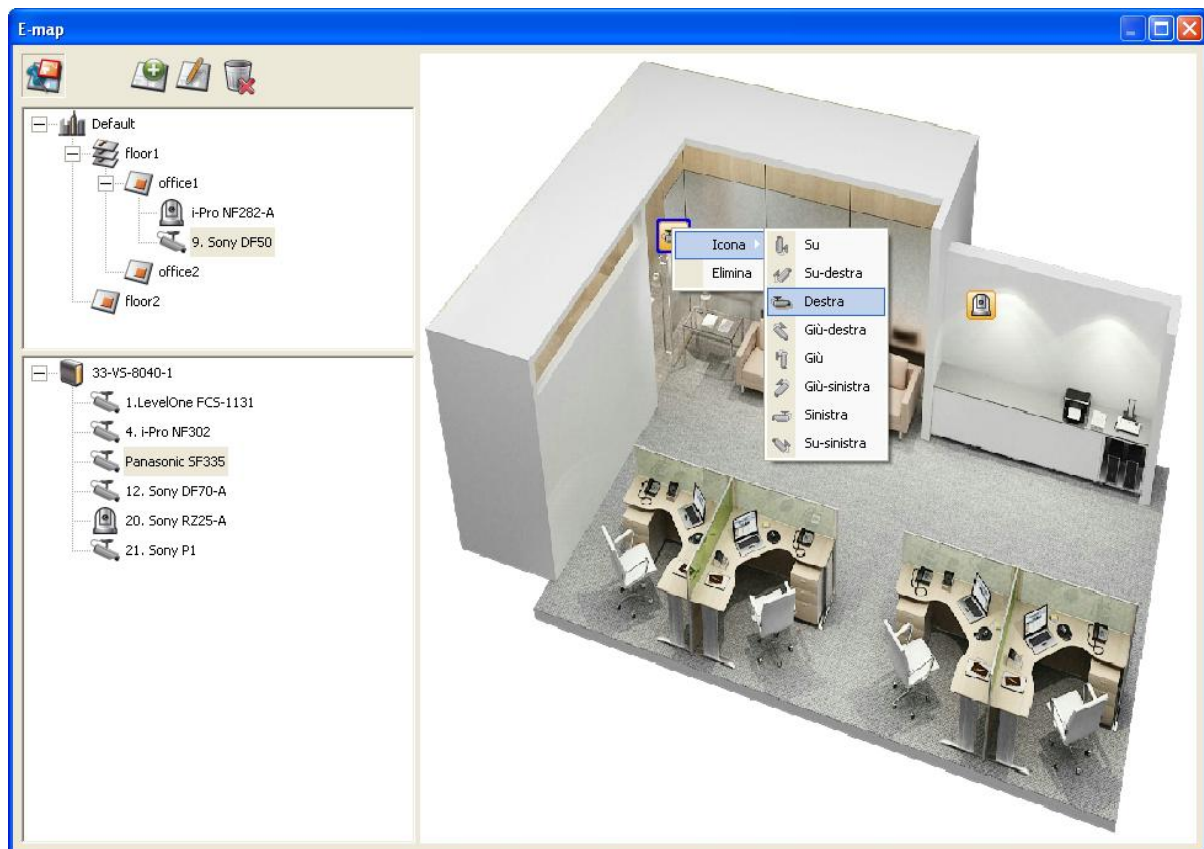 E-map
Default
floor1
office1
i-Pro NF282-A
9. Sony DF50
office2
floor2
33-VS-8040-1
1.LevelOne FCS-1131
4. i-Pro NF302
Panasonic SF335
12. Sony DF70-A
20. Sony RZ25-A
21. Sony P1
Icona
Elimina
Su
Su-destra
Destra
Giù-destra
Giù
Giù-sinistra
Sinistra
Su-sinistra